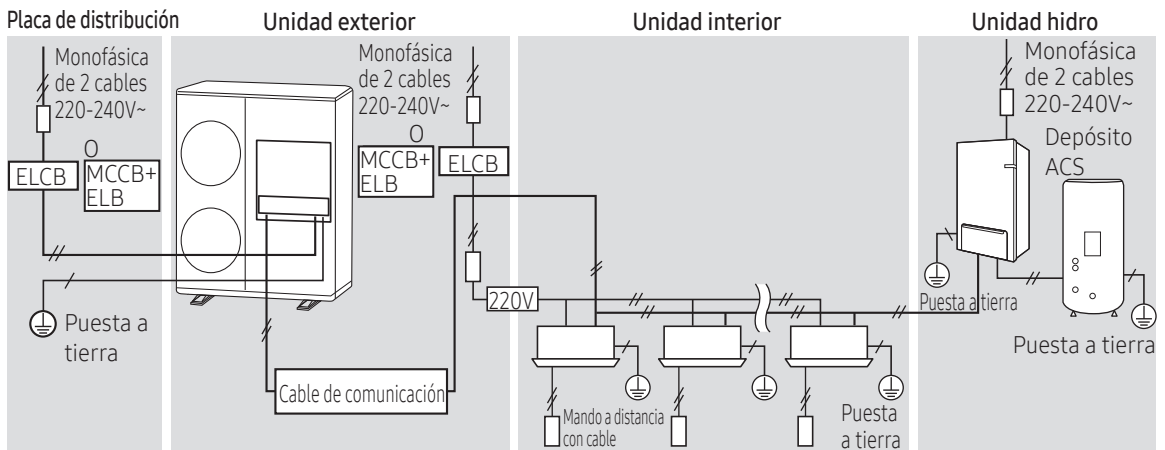 Placa de distribución
Unidad exterior
Unidad interior
Unidad hidro
Monofásica
de 2 cables
220-240V~
O
ELCB
MCCB+
ELB
Puesta a
tierra
Monofásica
de 2 cables
220-240V~
O
MCCB+
ELB
ELCB
Cable de comunicación
220V
Mando a distancia
con cable
Puesta
a tierra
Monofásica
de 2 cables
220-240V~
Depósito
ACS
Puesta a tierra
Puesta a tierra